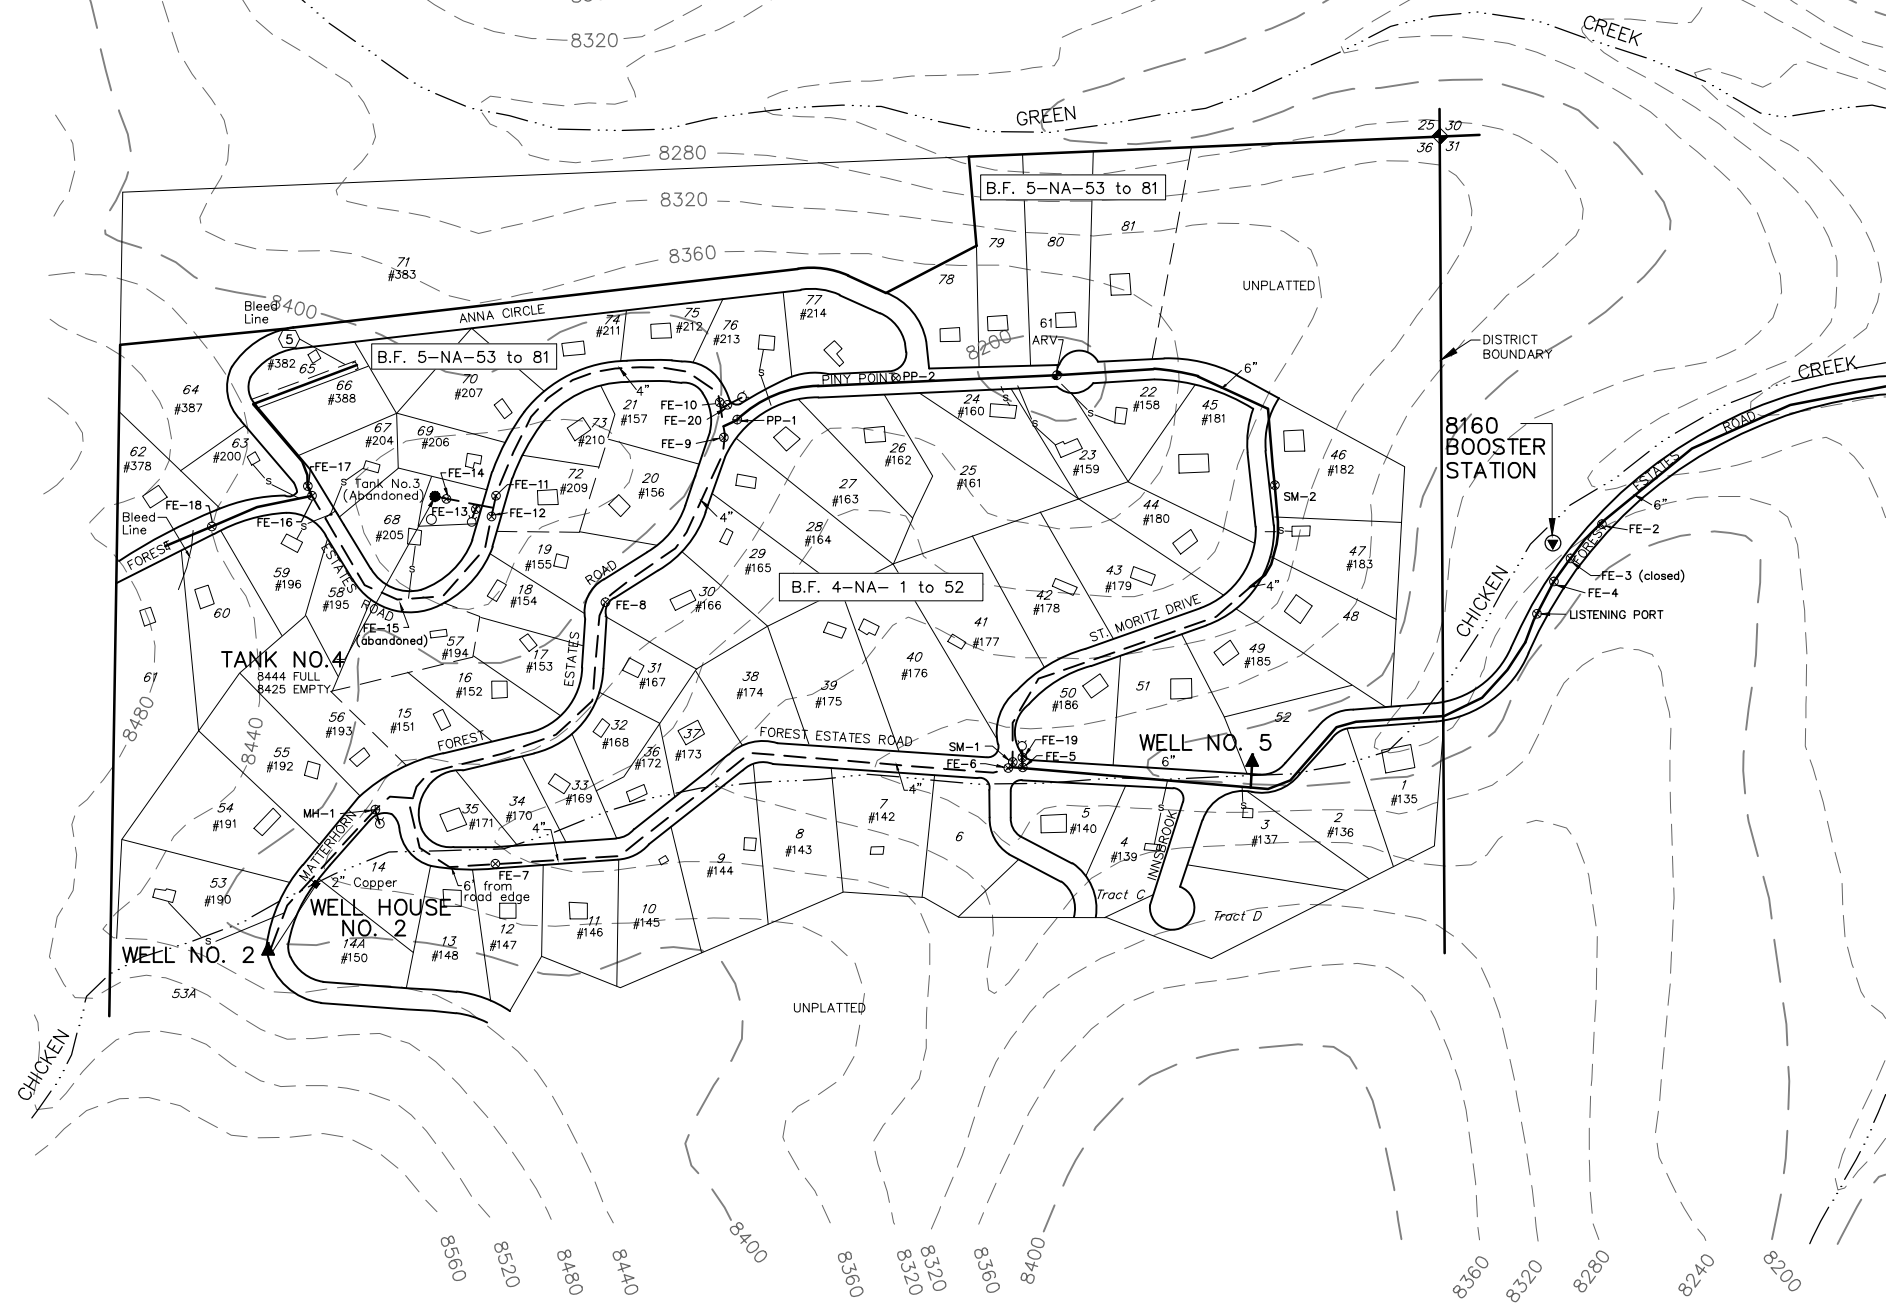 8320
CREEK
GREEN
25 30
36 31
8280
B.F. 5-NA-53 to 81
8320
79
80
81
8360
71
#383
78
UNPLATTED
8400
Bleed
Line
ANNA CIRCLE
77
#214
74
#211
75
#212
76
#213
61
ARV
8200
DISTRICT
BOUNDARY
5
#382
65
B.F. 5-NA-53 to 81
66
#388
64
#387
70
#207
4"
PINY POINT
PP-2
6"
CREEK
21
#157
FE-10
FE-20
FE-9
PP-1
24
#160
22
#158
45
#181
8160
BOOSTER
STATION
ROAD
67
#204
69
#206
73
#210
63
#200
62
#378
26
#162
23
#159
46
#182
ESTATES
FE-17
FE-14
Tank No.3
(Abandoned)
FE-11
72
#209
20
#156
27
#163
25
#161
SM-2
6"
FE-18
Bleed
Line
FE-16
FE-13
FE-12
68
#205
4"
28
#164
44
#180
FE-2
FOREST
FOREST
ESTATES
ROAD
59
#196
19
#155
29
#165
47
#183
FE-3 (closed)
FE-4
LISTENING PORT
CHICKEN
58
#195
60
ROAD
B.F. 4-NA- 1 to 52
43
#179
4"
18
#154
FE-8
30
#166
42
#178
48
FE-15
(abandoned)
57
#194
41
#177
ST. MORITZ DRIVE
TANK NO.4
8444 FULL
8425 EMPTY
17
#153
ESTATES
31
#167
40
#176
49
#185
61
16
#152
38
#174
39
#175
50
#186
51
52
8480
8440
56
#193
15
#151
FOREST
32
#168
37
#173
36
#172
FOREST ESTATES ROAD
SM-1
FE-6
FE-19
FE-5
WELL NO. 5
6"
55
#192
33
#169
4"
1
#135
54
#191
MH-1
MATTERHORN
35
#171
34
#170
4"
7
#142
6
5
#140
INNSBROOK
4
#139
3
#137
2
#136
8
#143
9
#144
14
2" Copper
FE-7
6' from
road edge
53
#190
WELL HOUSE
NO. 2
Tract C
Tract D
10
#145
11
#146
12
#147
13
#148
14A
#150
WELL NO. 2
53A
UNPLATTED
CHICKEN
8560
8520
8480
8440
8400
8360
8320
8320
8360
8400
8360
8320
8280
8240
8200